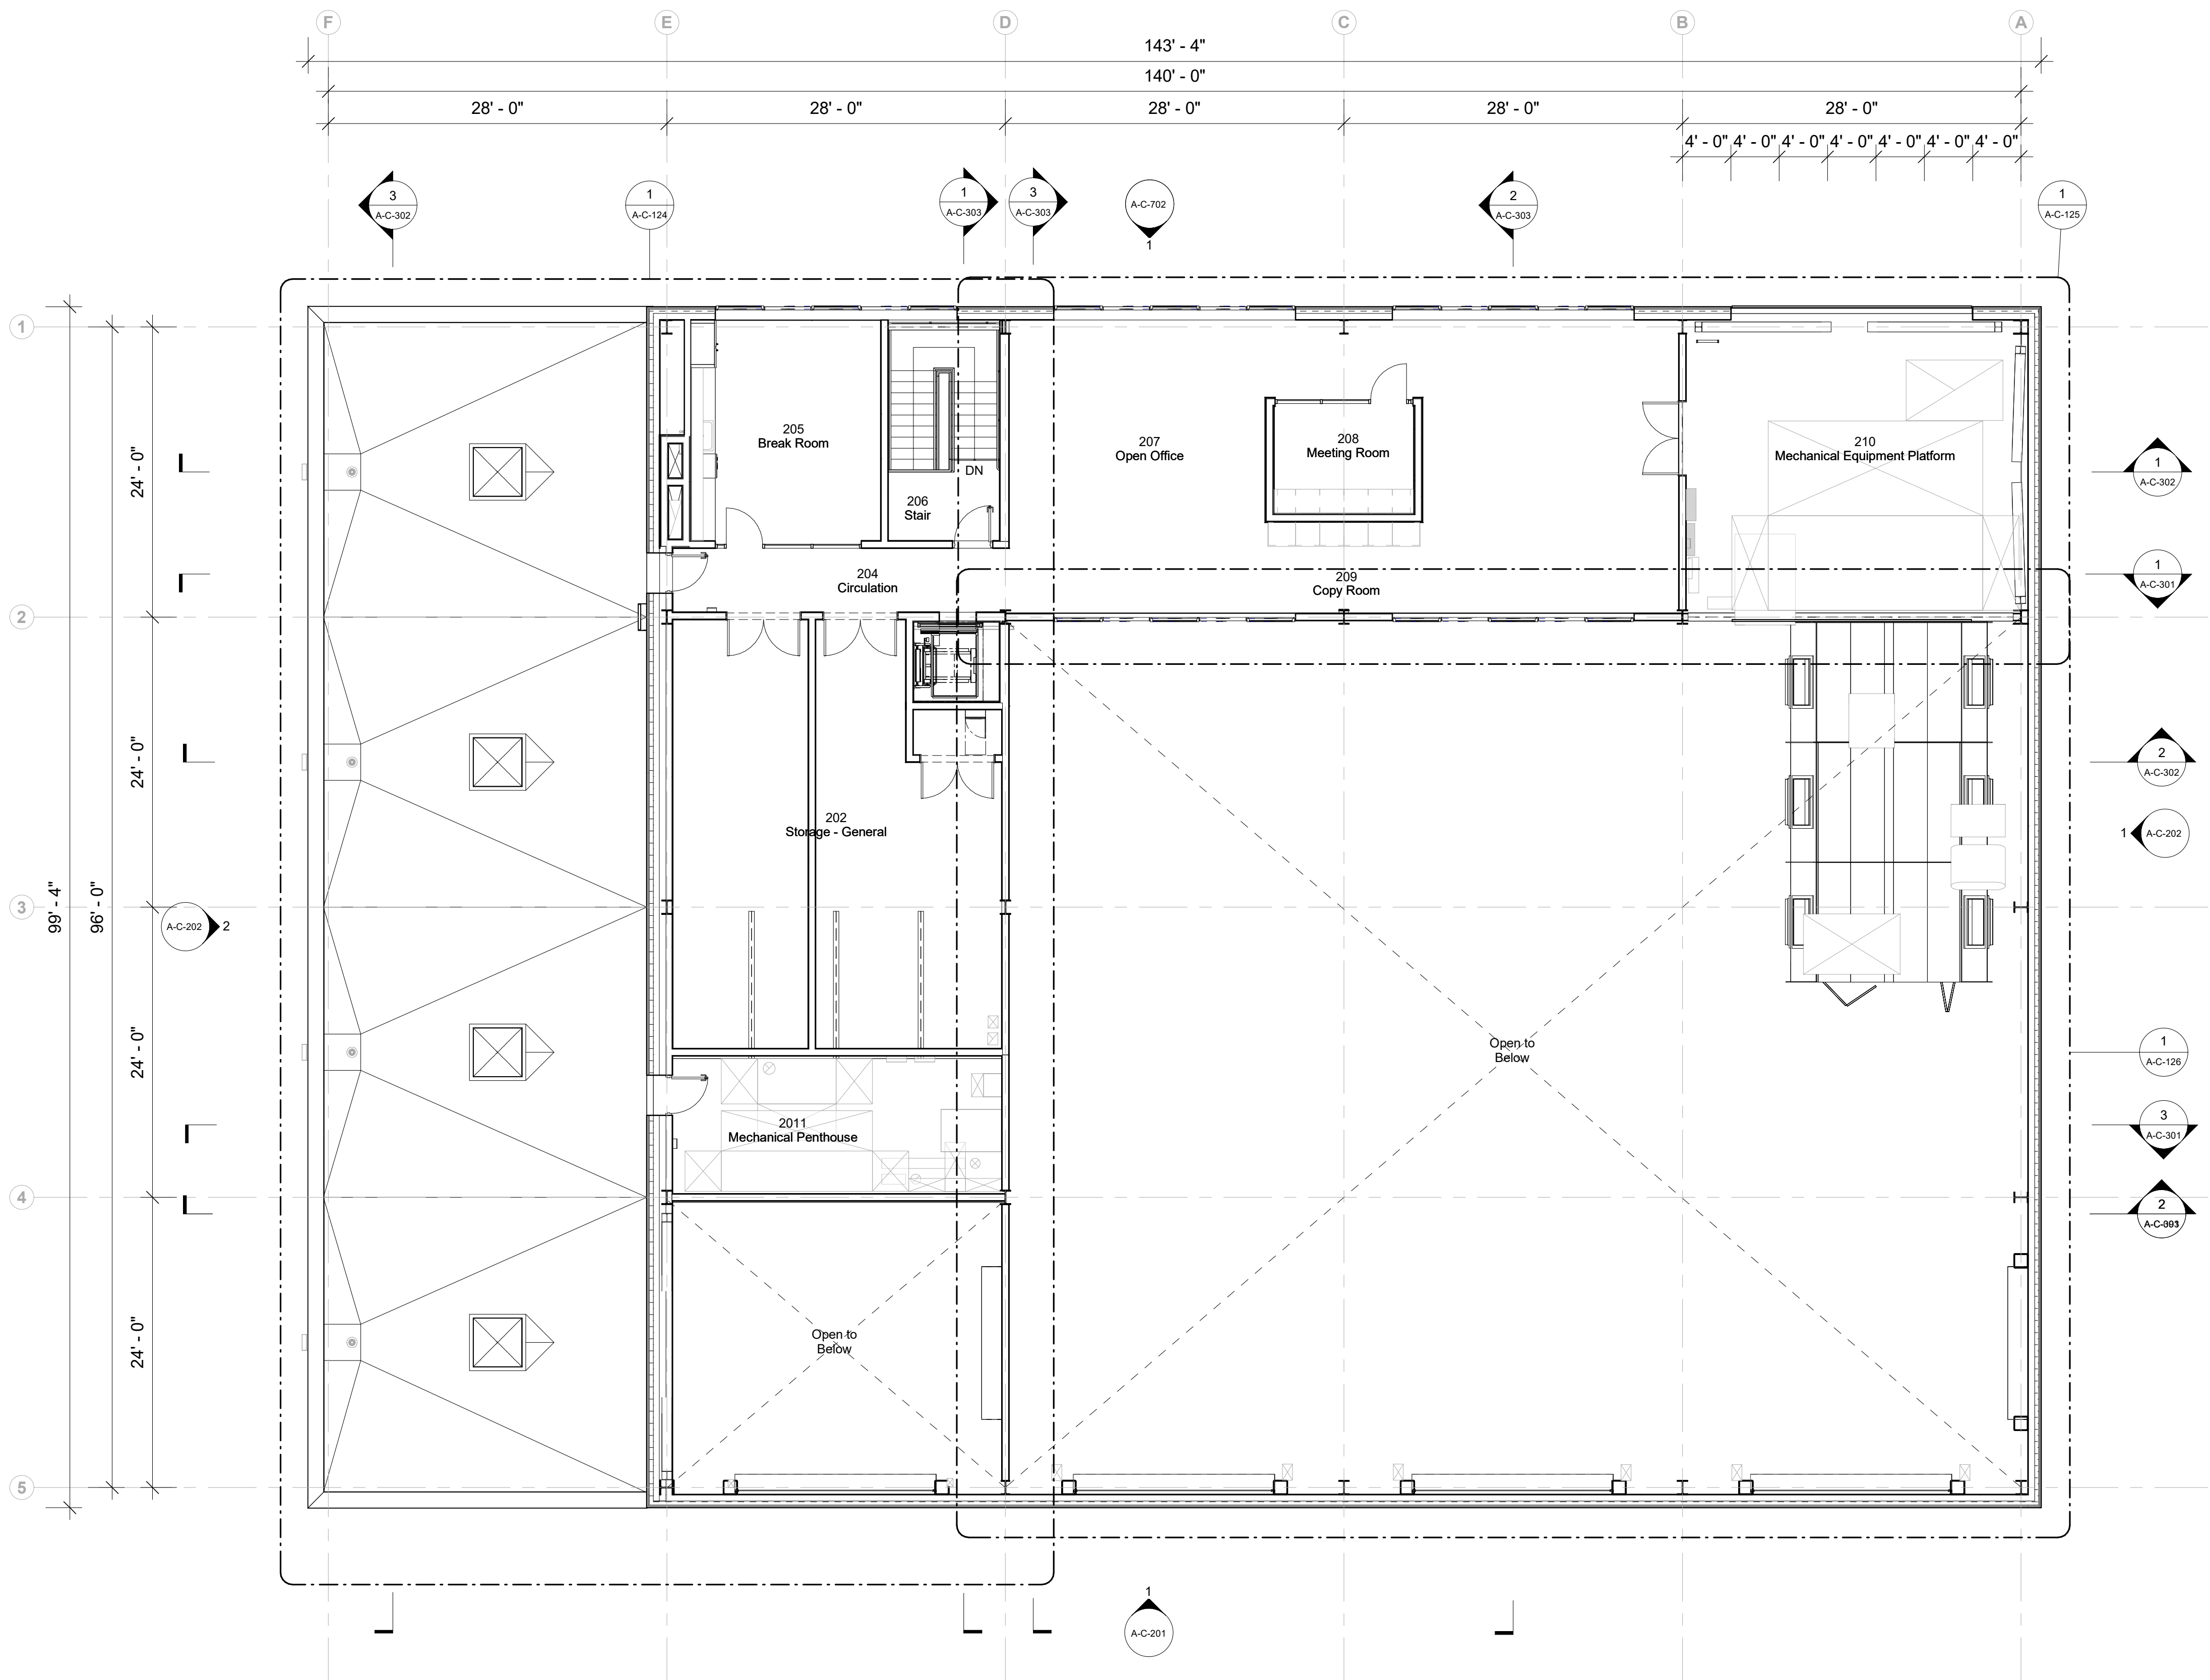 F E D C B A
143' - 4"
140' - 0"
28' - 0" 28' - 0" 28' - 0" 28' - 0" 28' - 0"
4' - 0" 4' - 0" 4' - 0" 4' - 0" 4' - 0" 4' - 0" 4' - 0"
3
A-C-302
1
A-C-124
1
A-C-303
3
A-C-303
A-C-702
1
2
A-C-303
1
A-C-125
1
2
3
4
5
99' - 4"
96' - 0"
24' - 0"
24' - 0"
24' - 0"
24' - 0"
A-C-202 2
205
Break Room
206
Stair
DN
207
Open Office
208
Meeting Room
210
Mechanical Equipment Platform
204
Circulation
209
Copy Room
202
Storage - General
2011
Mechanical Penthouse
Open to
Below
Open to
Below
1
A-C-302
1
A-C-301
2
A-C-302
1 A-C-202
1
A-C-126
3
A-C-301
2
1
A-C-201